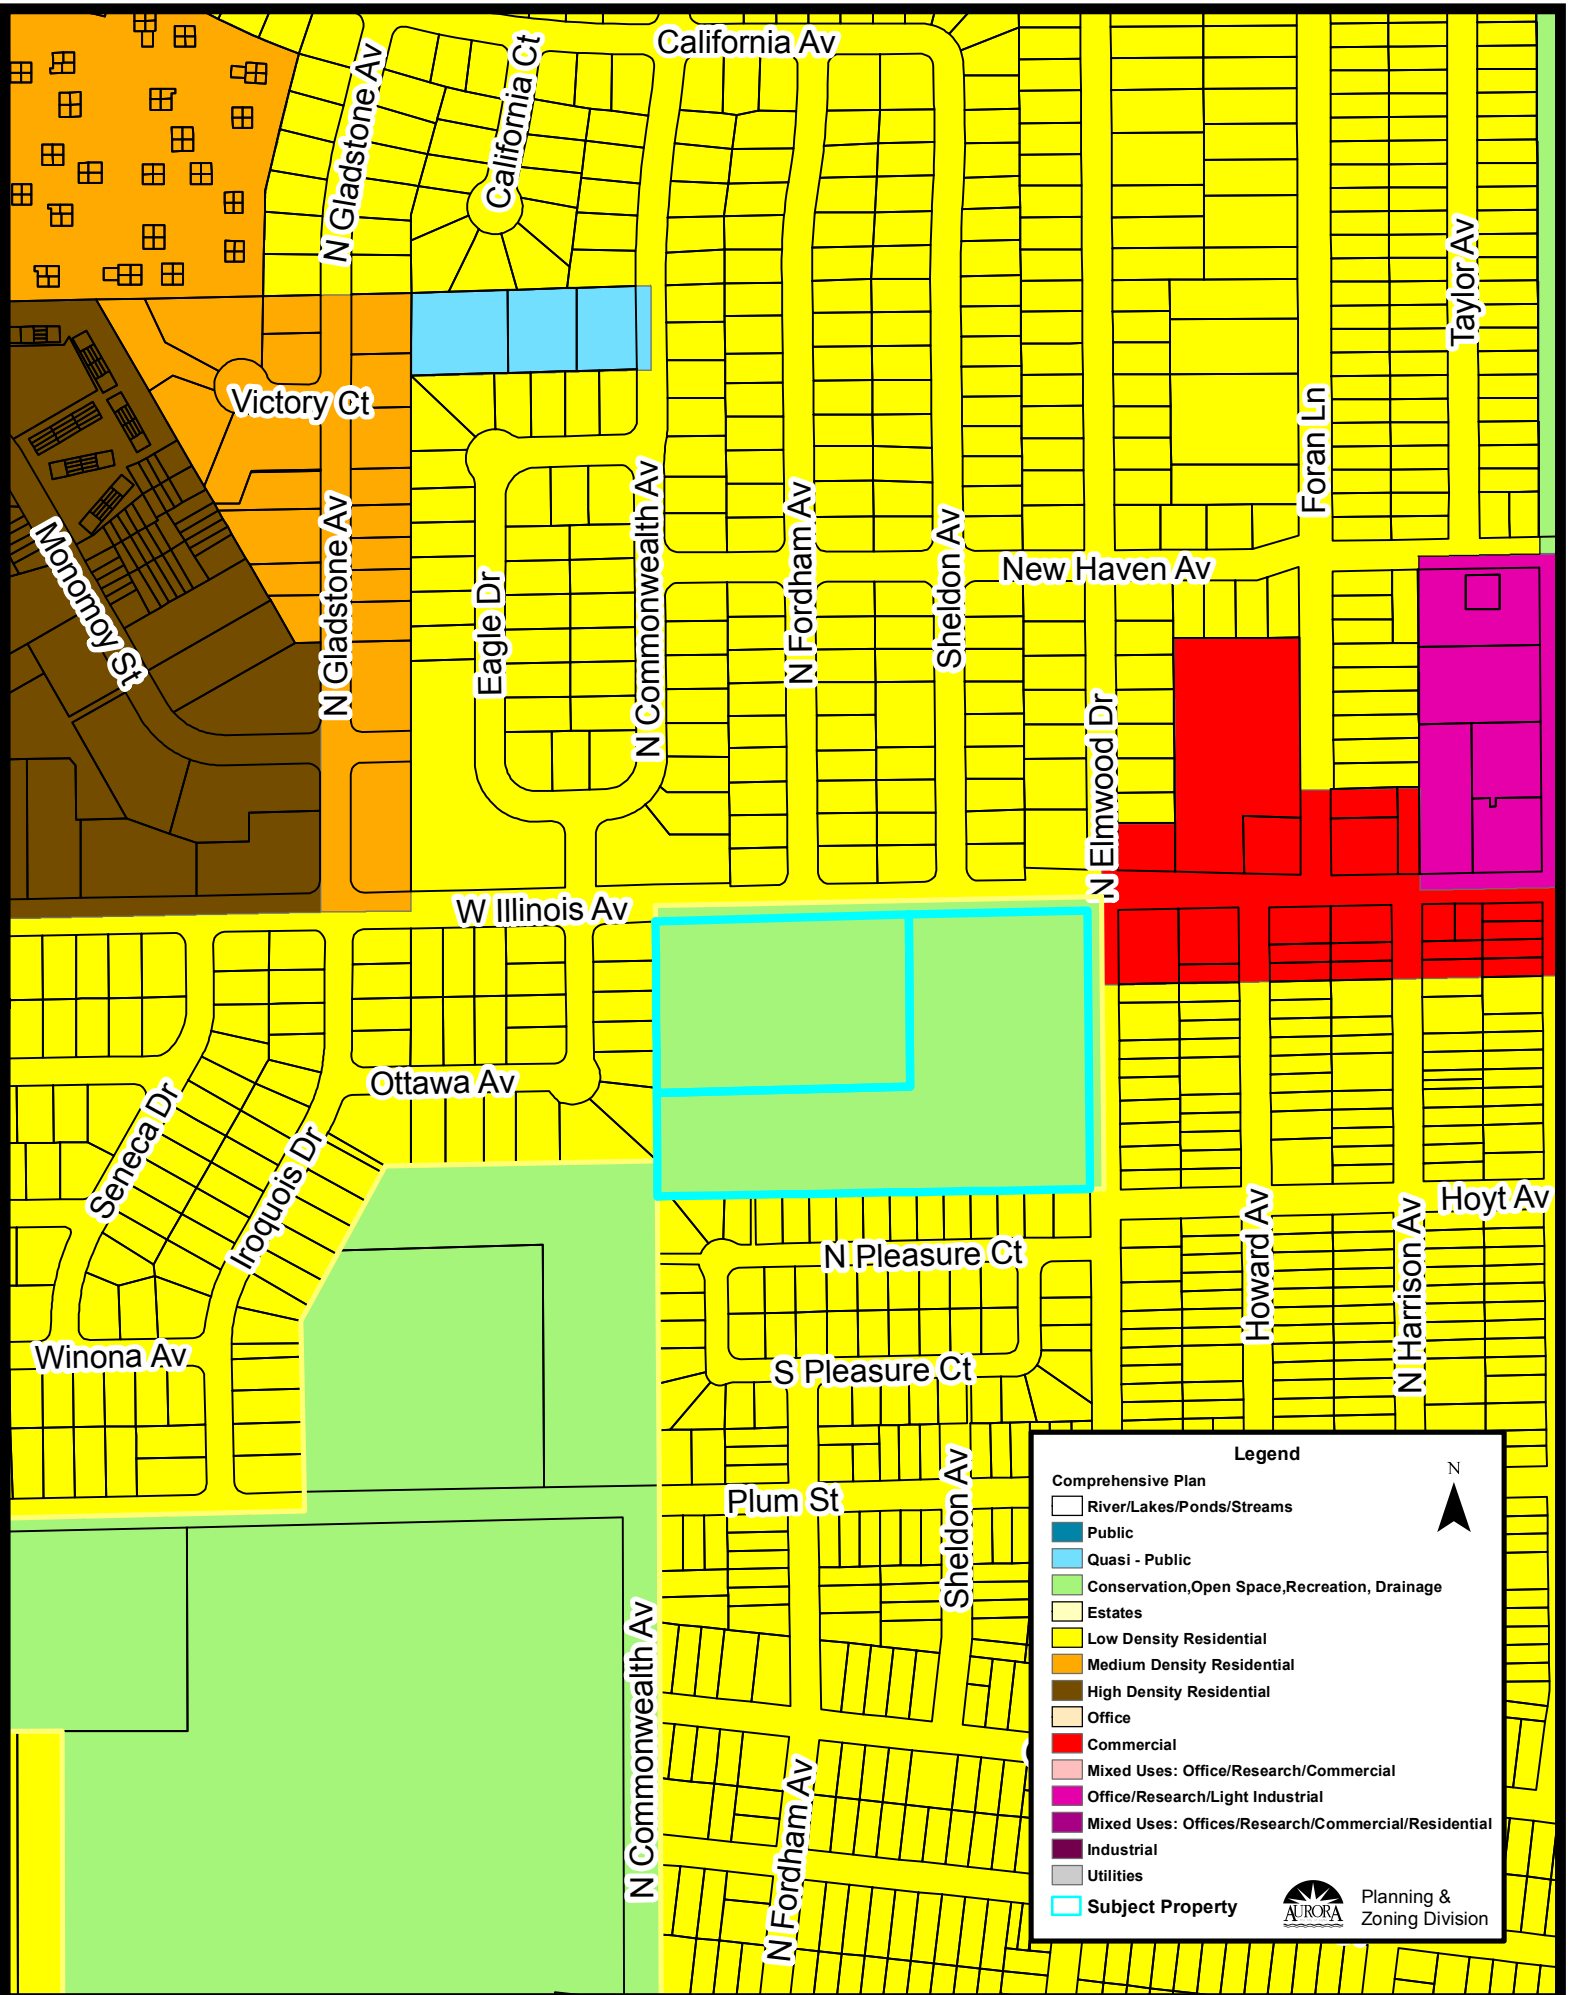 California Av
California Ct
N Gladstone Av
Taylor Av
Victory Ct
Foran Ln
N Gladstone Av
Monomoy St
Eagle Dr
N Commonwealth Av
N Fordham Av
Sheldon Av
New Haven Av
N Elmwood Dr
W Illinois Av
Ottawa Av
Seneca Dr
Iroquois Dr
Hoyt Av
N Pleasure Ct
Howard Av
N Harrison Av
Winona Av
S Pleasure Ct
Plum St
Sheldon Av
N Commonwealth Av
N Fordham Av
Legend
N
Comprehensive Plan
River/Lakes/Ponds/Streams
Public
Quasi - Public
Conservation,Open Space,Recreation, Drainage
Estates
Low Density Residential
Medium Density Residential
High Density Residential
Office
Commercial
Mixed Uses: Office/Research/Commercial
Office/Research/Light Industrial
Mixed Uses: Offices/Research/Commercial/Residential
Industrial
Utilities
Subject Property
AURORA
Planning &
Zoning Division